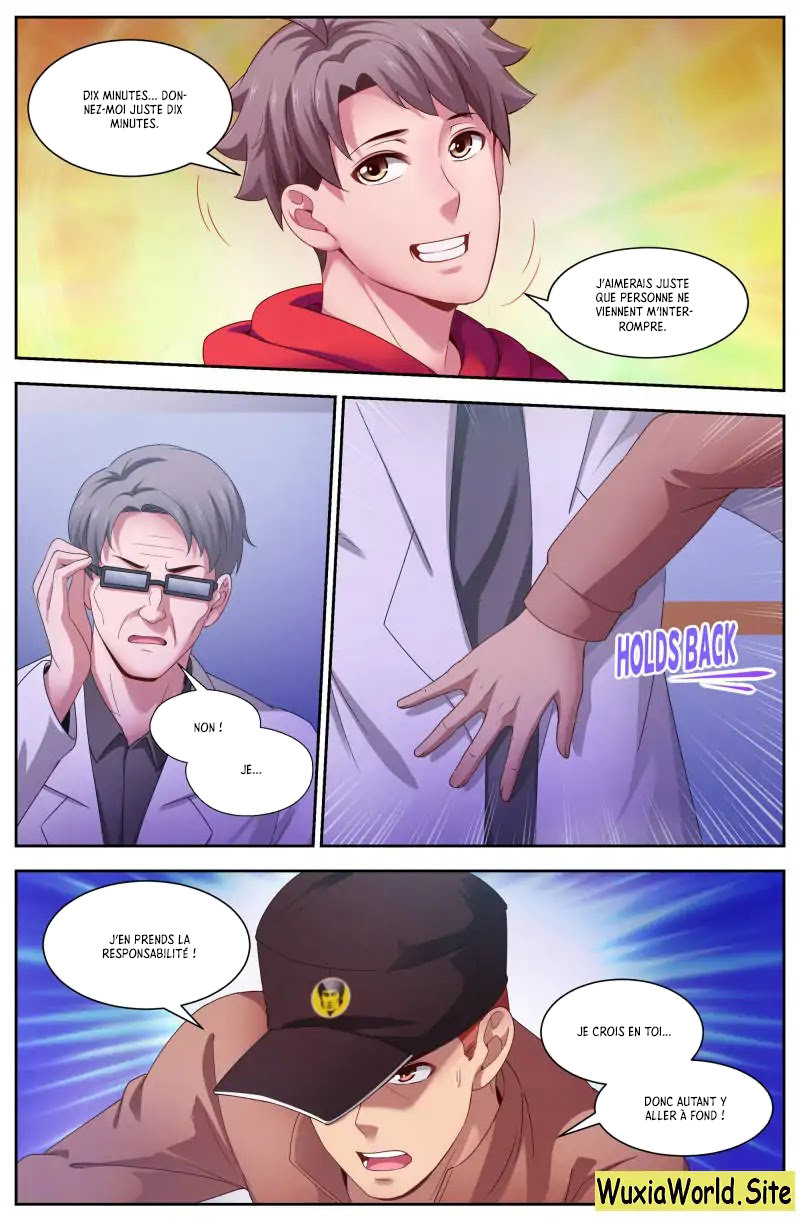 DIX MINUTES... DON-
NEZ-MOI JUSTE DIX
MINUTES.
J'AIMERAIS JUSTE
QUE PERSONNE NE
VIENNENT M'INTER-
ROMPRE.
NON !
JE...
HOLDS BACK
J'EN PRENDS LA
RESPONSABILITÉ !
JE CROIS EN TOI...
DONC AUTANT Y
ALLER À FOND !
WuxiaWorld.Site